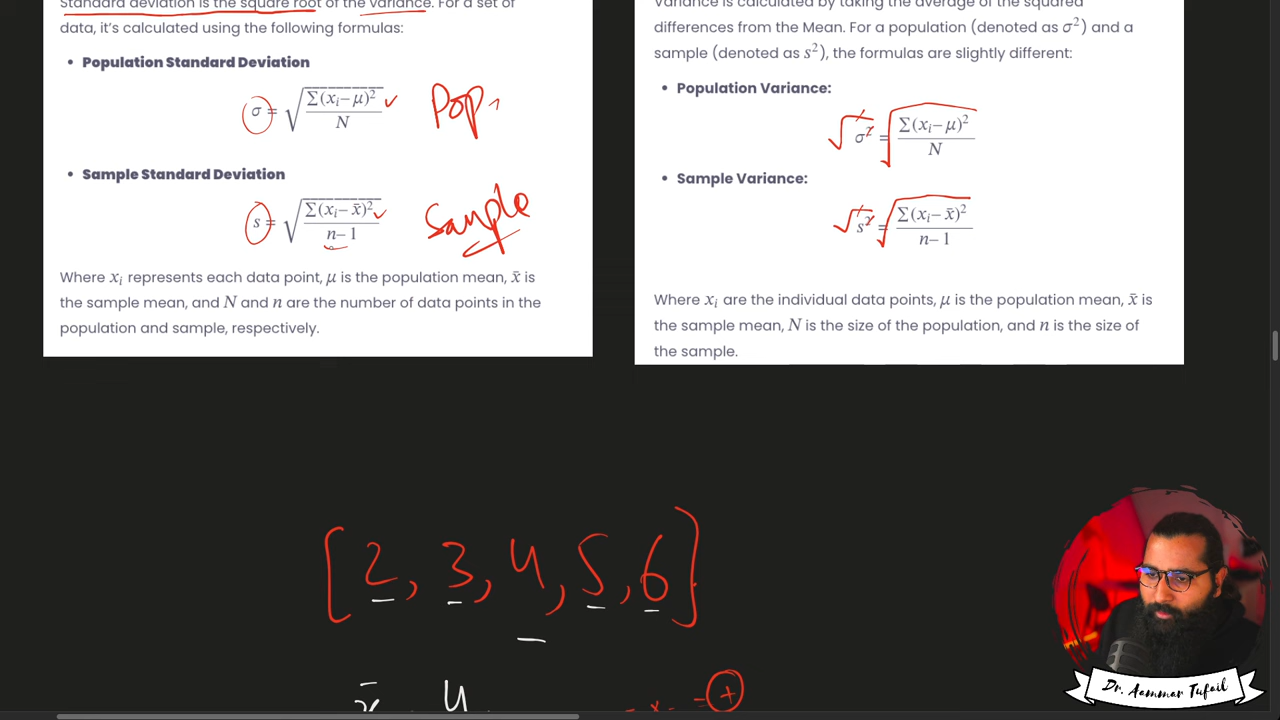 Standard deviation is the square root of the variance. For a set of
data, it's calculated using the following formulas:
• Population Standard Deviation
σ = √(Σ(xᵢ− μ)² / N)
Pop,
• Sample Standard Deviation
s = √(Σ(xᵢ− x̄)² / n− 1)
Sample
Where xᵢ represents each data point, μ is the population mean, x̄ is
the sample mean, and N and n are the number of data points in the
population and sample, respectively.
Variance is calculated by taking the average of the squared
differences from the Mean. For a population (denoted as σ²) and a
sample (denoted as s²), the formulas are slightly different:
• Population Variance:
√σ² = √(Σ(xᵢ− μ)² / N)
• Sample Variance:
√s² = √(Σ(xᵢ− x̄)² / n− 1)
Where xᵢ are the individual data points, μ is the population mean, x̄ is
the sample mean, N is the size of the population, and n is the size of
the sample.
[2, 3, 4, 5, 6]
4
+
Dr. Aammar Tufail